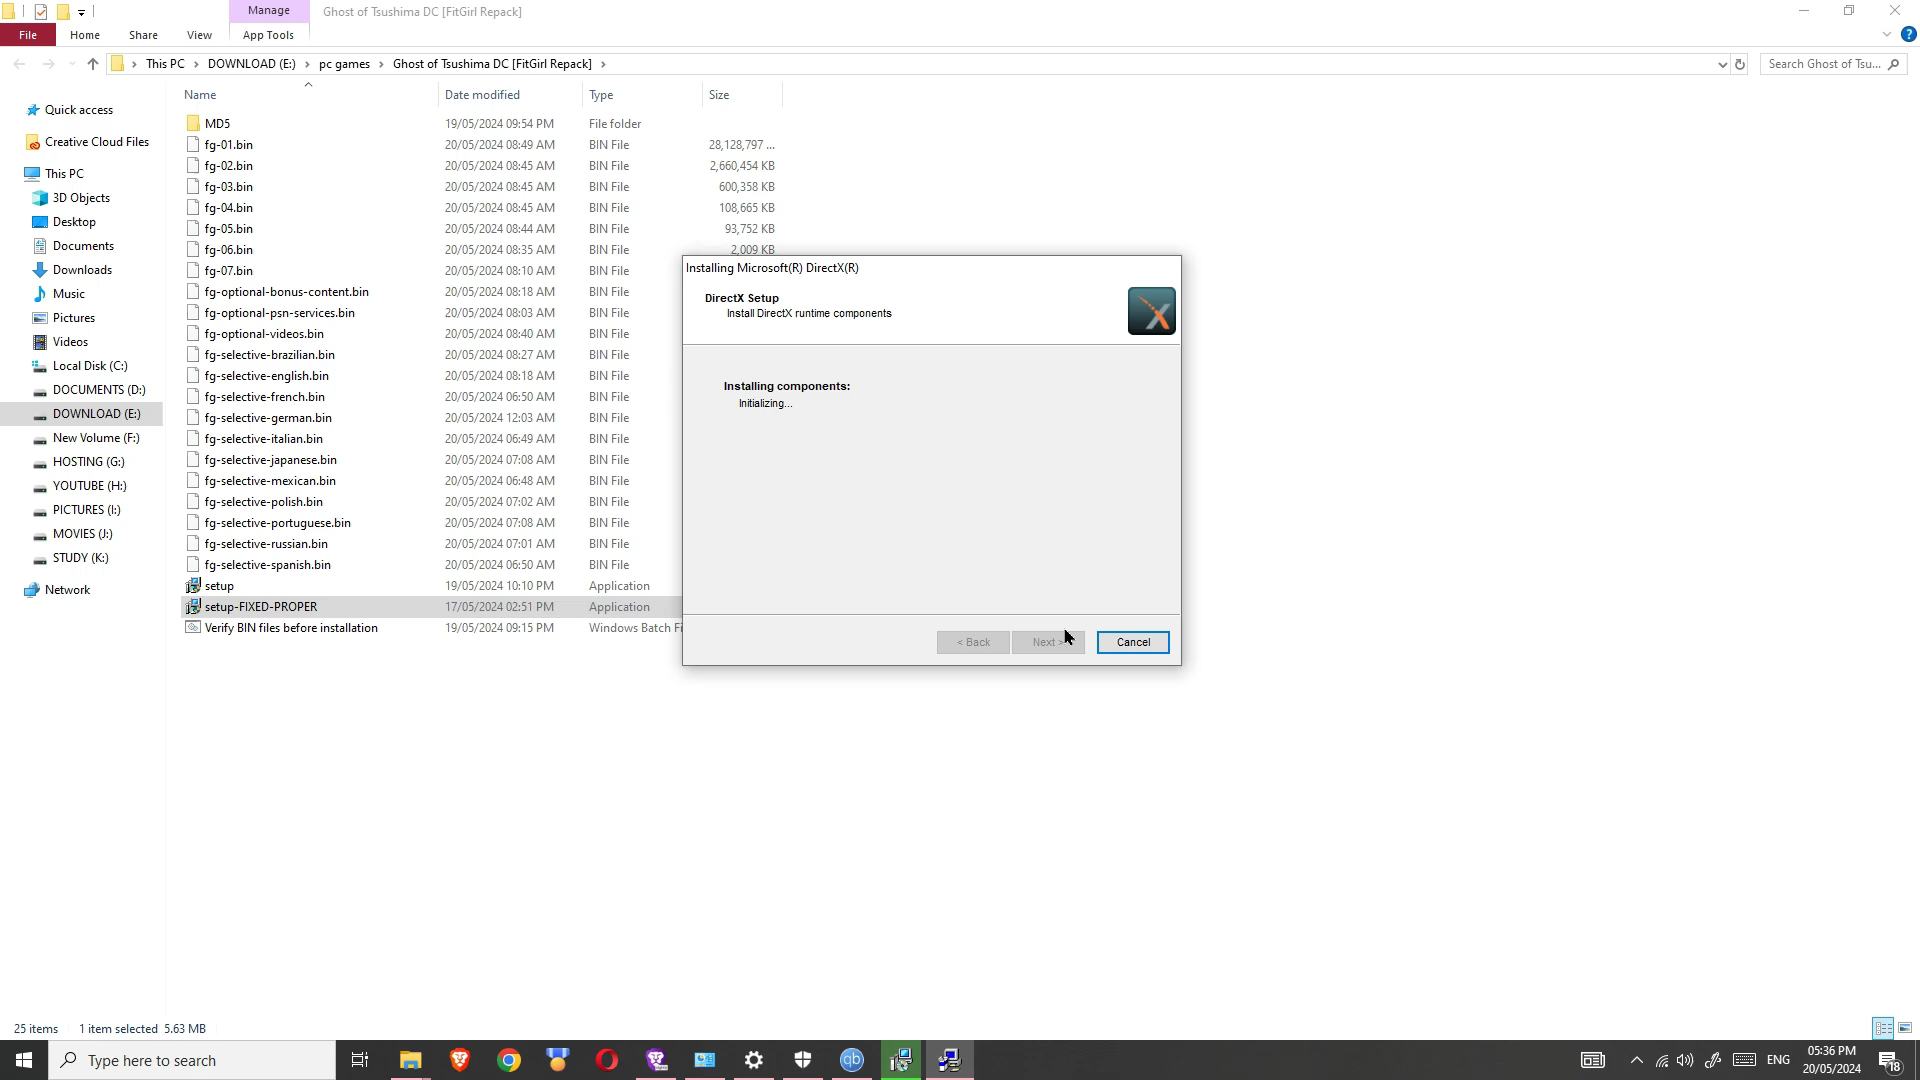 Manage
Ghost of Tsushima DC [FitGirl Repack]
File Home Share View App Tools
This PC > DOWNLOAD (E:) > pc games > Ghost of Tsushima DC [FitGirl Repack] >
Search Ghost of Tsu...
Quick access
Creative Cloud Files
This PC
3D Objects
Desktop
Documents
Downloads
Music
Pictures
Videos
Local Disk (C:)
DOCUMENTS (D:)
DOWNLOAD (E:)
New Volume (F:)
HOSTING (G:)
YOUTUBE (H:)
PICTURES (I:)
MOVIES (J:)
STUDY (K:)
Network
Name Date modified Type Size
MD5 19/05/2024 09:54 PM File folder
fg-01.bin 20/05/2024 08:49 AM BIN File 28,128,797 ...
fg-02.bin 20/05/2024 08:45 AM BIN File 2,660,454 KB
fg-03.bin 20/05/2024 08:45 AM BIN File 600,358 KB
fg-04.bin 20/05/2024 08:45 AM BIN File 108,665 KB
fg-05.bin 20/05/2024 08:44 AM BIN File 93,752 KB
fg-06.bin 20/05/2024 08:35 AM BIN File 2,009 KB
fg-07.bin 20/05/2024 08:10 AM BIN File
fg-optional-bonus-content.bin 20/05/2024 08:18 AM BIN File
fg-optional-psn-services.bin 20/05/2024 08:03 AM BIN File
fg-optional-videos.bin 20/05/2024 08:40 AM BIN File
fg-selective-brazilian.bin 20/05/2024 08:27 AM BIN File
fg-selective-english.bin 20/05/2024 08:18 AM BIN File
fg-selective-french.bin 20/05/2024 06:50 AM BIN File
fg-selective-german.bin 20/05/2024 12:03 AM BIN File
fg-selective-italian.bin 20/05/2024 06:49 AM BIN File
fg-selective-japanese.bin 20/05/2024 07:08 AM BIN File
fg-selective-mexican.bin 20/05/2024 06:48 AM BIN File
fg-selective-polish.bin 20/05/2024 07:02 AM BIN File
fg-selective-portuguese.bin 20/05/2024 07:08 AM BIN File
fg-selective-russian.bin 20/05/2024 07:01 AM BIN File
fg-selective-spanish.bin 20/05/2024 06:50 AM BIN File
setup 19/05/2024 10:10 PM Application
setup-FIXED-PROPER 17/05/2024 02:51 PM Application
Verify BIN files before installation 19/05/2024 09:15 PM Windows Batch Fi
Installing Microsoft(R) DirectX(R)
DirectX Setup
Install DirectX runtime components
Installing components:
Initializing...
< Back Next > Cancel
25 items 1 item selected 5.63 MB
Type here to search
qb
ENG
05:36 PM
20/05/2024
18